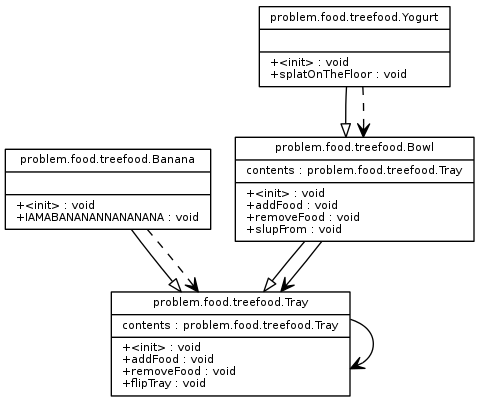 problem.food.treefood.Yogurt
+<init> : void
+splatOnTheFloor : void
problem.food.treefood.Bowl
contents : problem.food.treefood.Tray
+<init> : void
+addFood : void
+removeFood : void
+slupFrom : void
problem.food.treefood.Banana
+<init> : void
+IAMABANANANNANANANA : void
problem.food.treefood.Tray
contents : problem.food.treefood.Tray
+<init> : void
+addFood : void
+removeFood : void
+flipTray : void